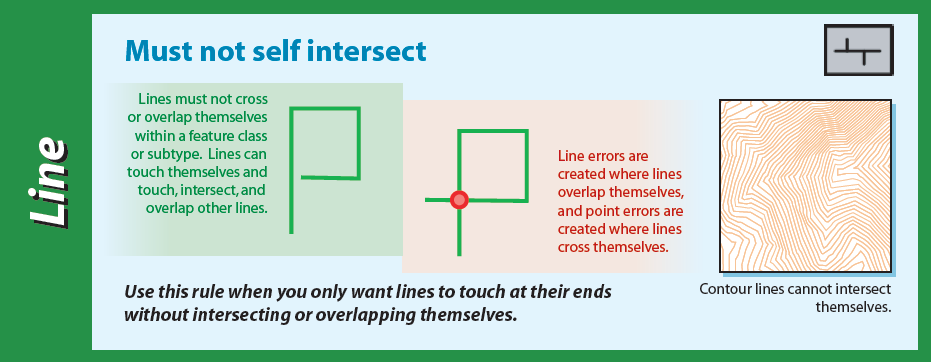 Line
Must not self intersect
Lines must not cross
or overlap themselves
within a feature class
or subtype. Lines can
touch themselves and
touch, intersect, and
overlap other lines.
Line errors are
created where lines
overlap themselves,
and point errors are
created where lines
cross themselves.
Use this rule when you only want lines to touch at their ends
without intersecting or overlapping themselves.
Contour lines cannot intersect
themselves.